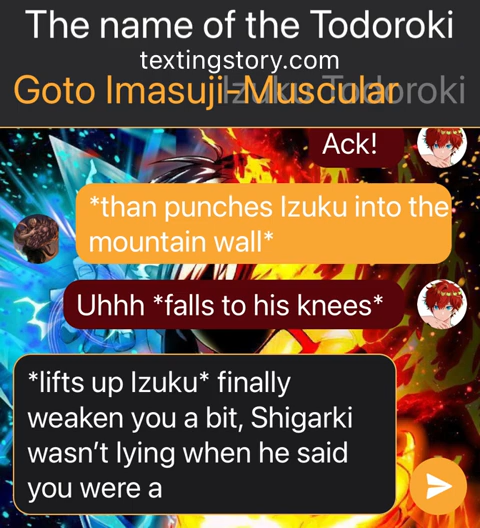 The name of the Todoroki
textingstory.com
Goto Imasuji-Muscular
Izuku Todoroki
Ack!
*than punches Izuku into the
mountain wall*
Uhhh *falls to his knees*
*lifts up Izuku* finally
weaken you a bit, Shigarki
wasn't lying when he said
you were a